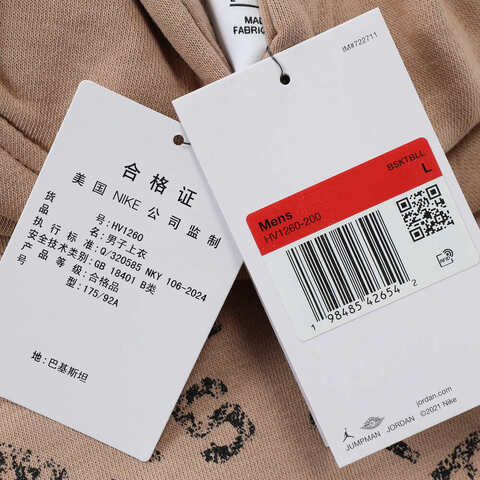 MAD
FABRIC
IM#722711
合格证
美国 NIKE 公司监制
货号: HV1260
品名: 男子上衣
执行标准: Q/320585 NKY 106-2024
安全技术类别: GB 18401 B类
产品等级: 合格品
号型: 175/92A
地: 巴基斯坦
BSKTBLL
L
Mens
HV1260-200
1 98485 42654 2
jordan.com
©2021 Nike
JUMPMAN JORDAN
S